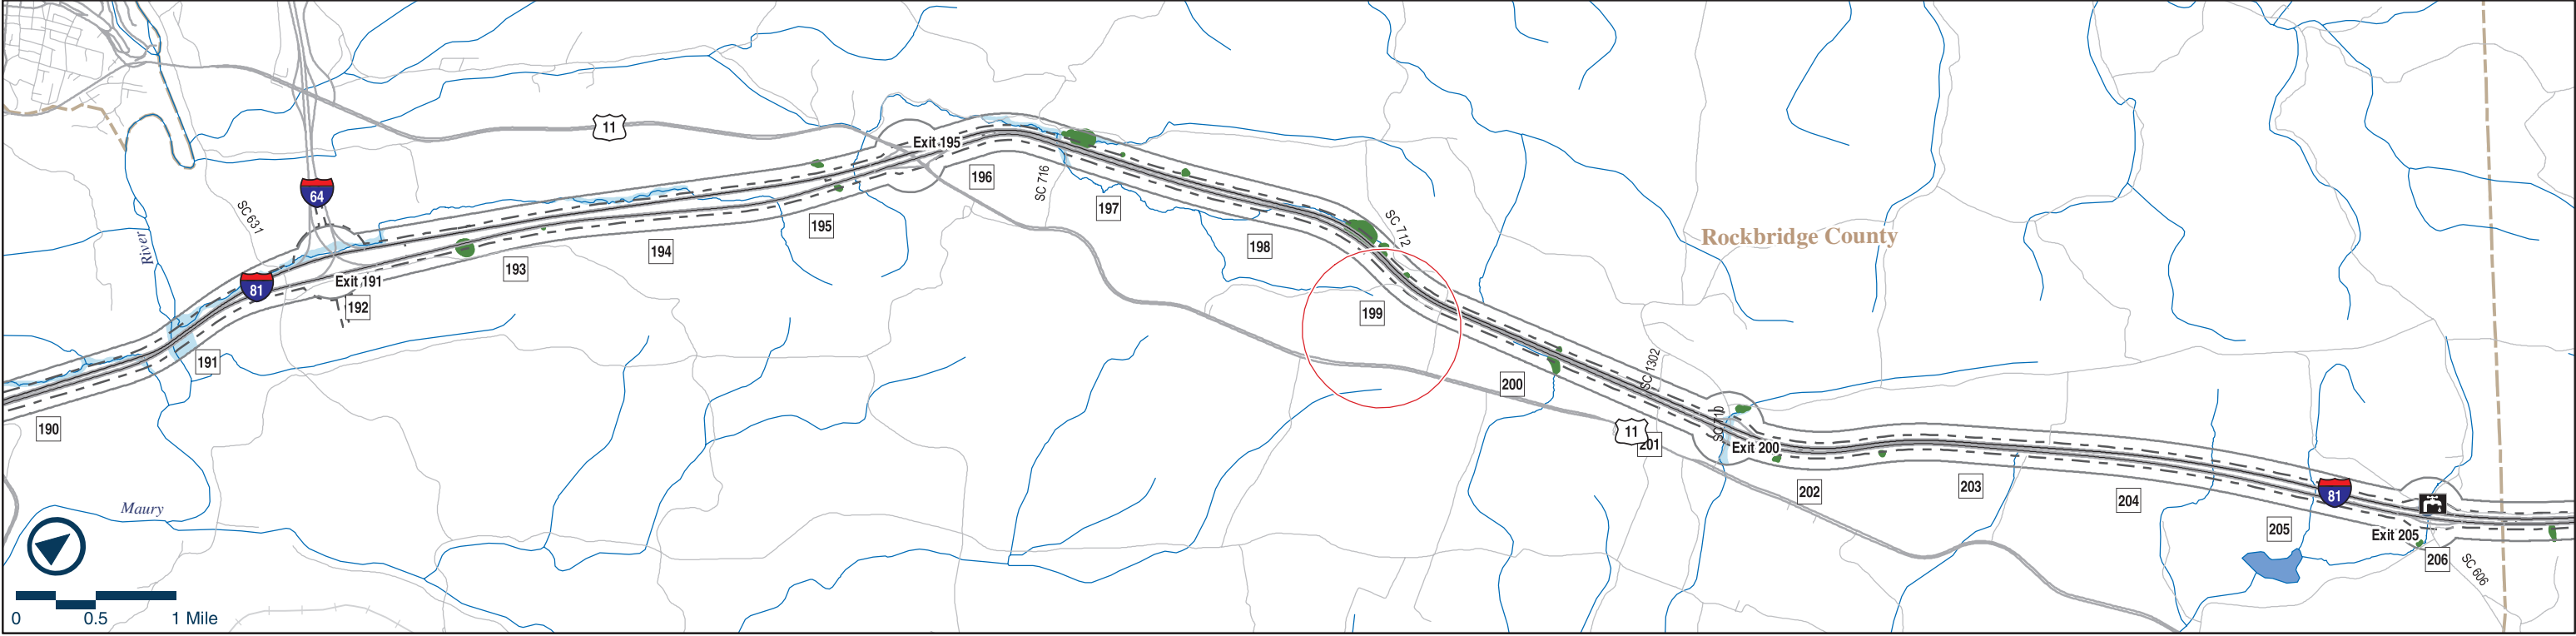 11
Exit 195
196
SC 716
64
SC 631
197
195
SC 712
194
198
Rockbridge County
River
193
81
Exit 191
192
199
191
SC 1302
200
190
11
201
SC 710
Exit 200
202
203
204
81
205
Exit 205
206
SC 606
Maury
0 0.5 1 Mile